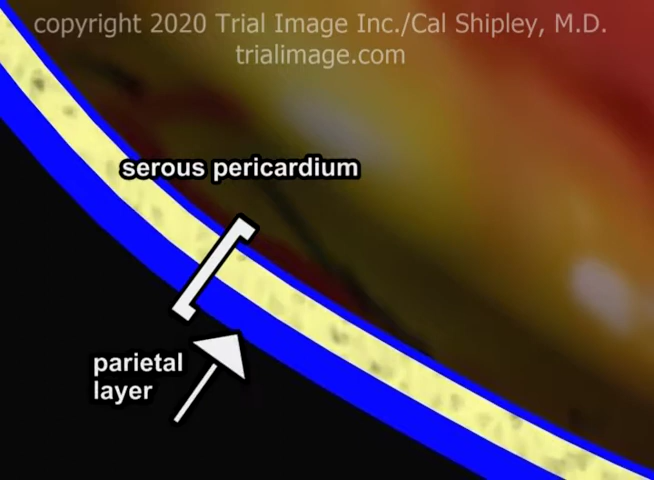 copyright 2020 Trial Image Inc./Cal Shipley, M.D.
trialimage.com
serous pericardium
parietal
layer